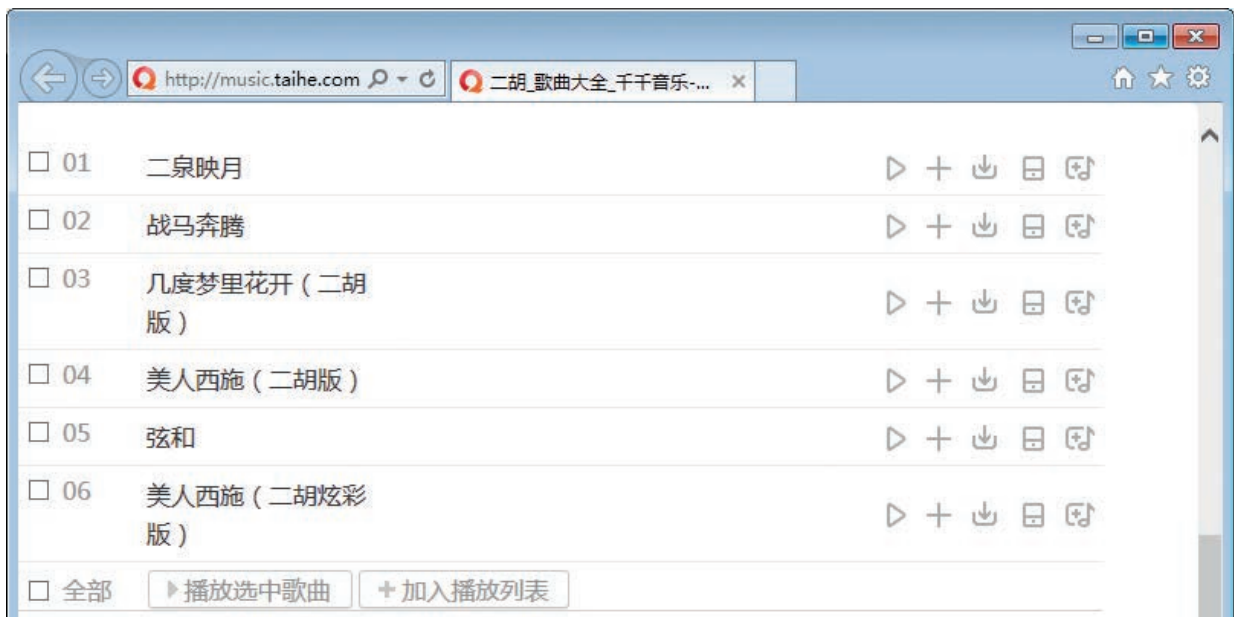 http://music.taihe.com
二胡_歌曲大全_千千音乐-...
01 二泉映月
02 战马奔腾
03 几度梦里花开（二胡
版）
04 美人西施（二胡版）
05 弦和
06 美人西施（二胡炫彩
版）
全部 播放选中歌曲 加入播放列表